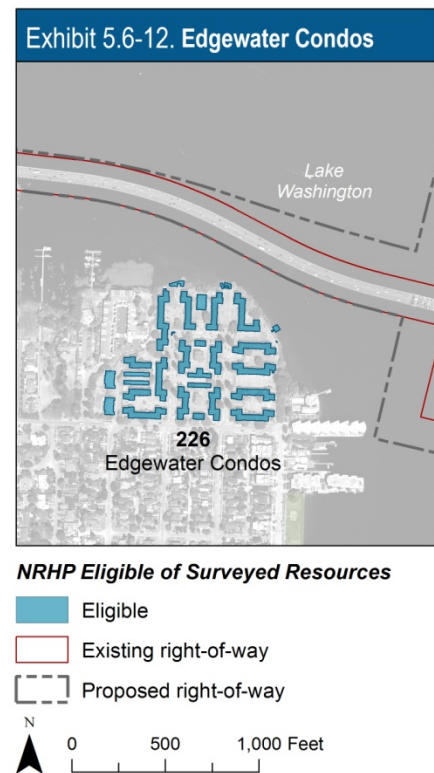 Exhibit 5.6-12. Edgewater Condos
Lake
Washington
226
Edgewater Condos
NRHP Eligible of Surveyed Resources
Eligible
Existing right-of-way
Proposed right-of-way
N
0 500 1,000 Feet